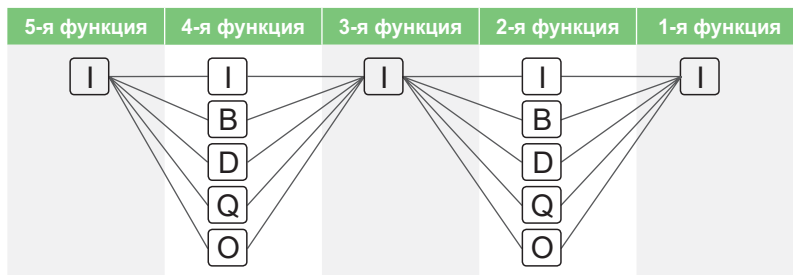 5-я функция 4-я функция 3-я функция 2-я функция 1-я функция
I I I I I
B B
D D
Q Q
O O